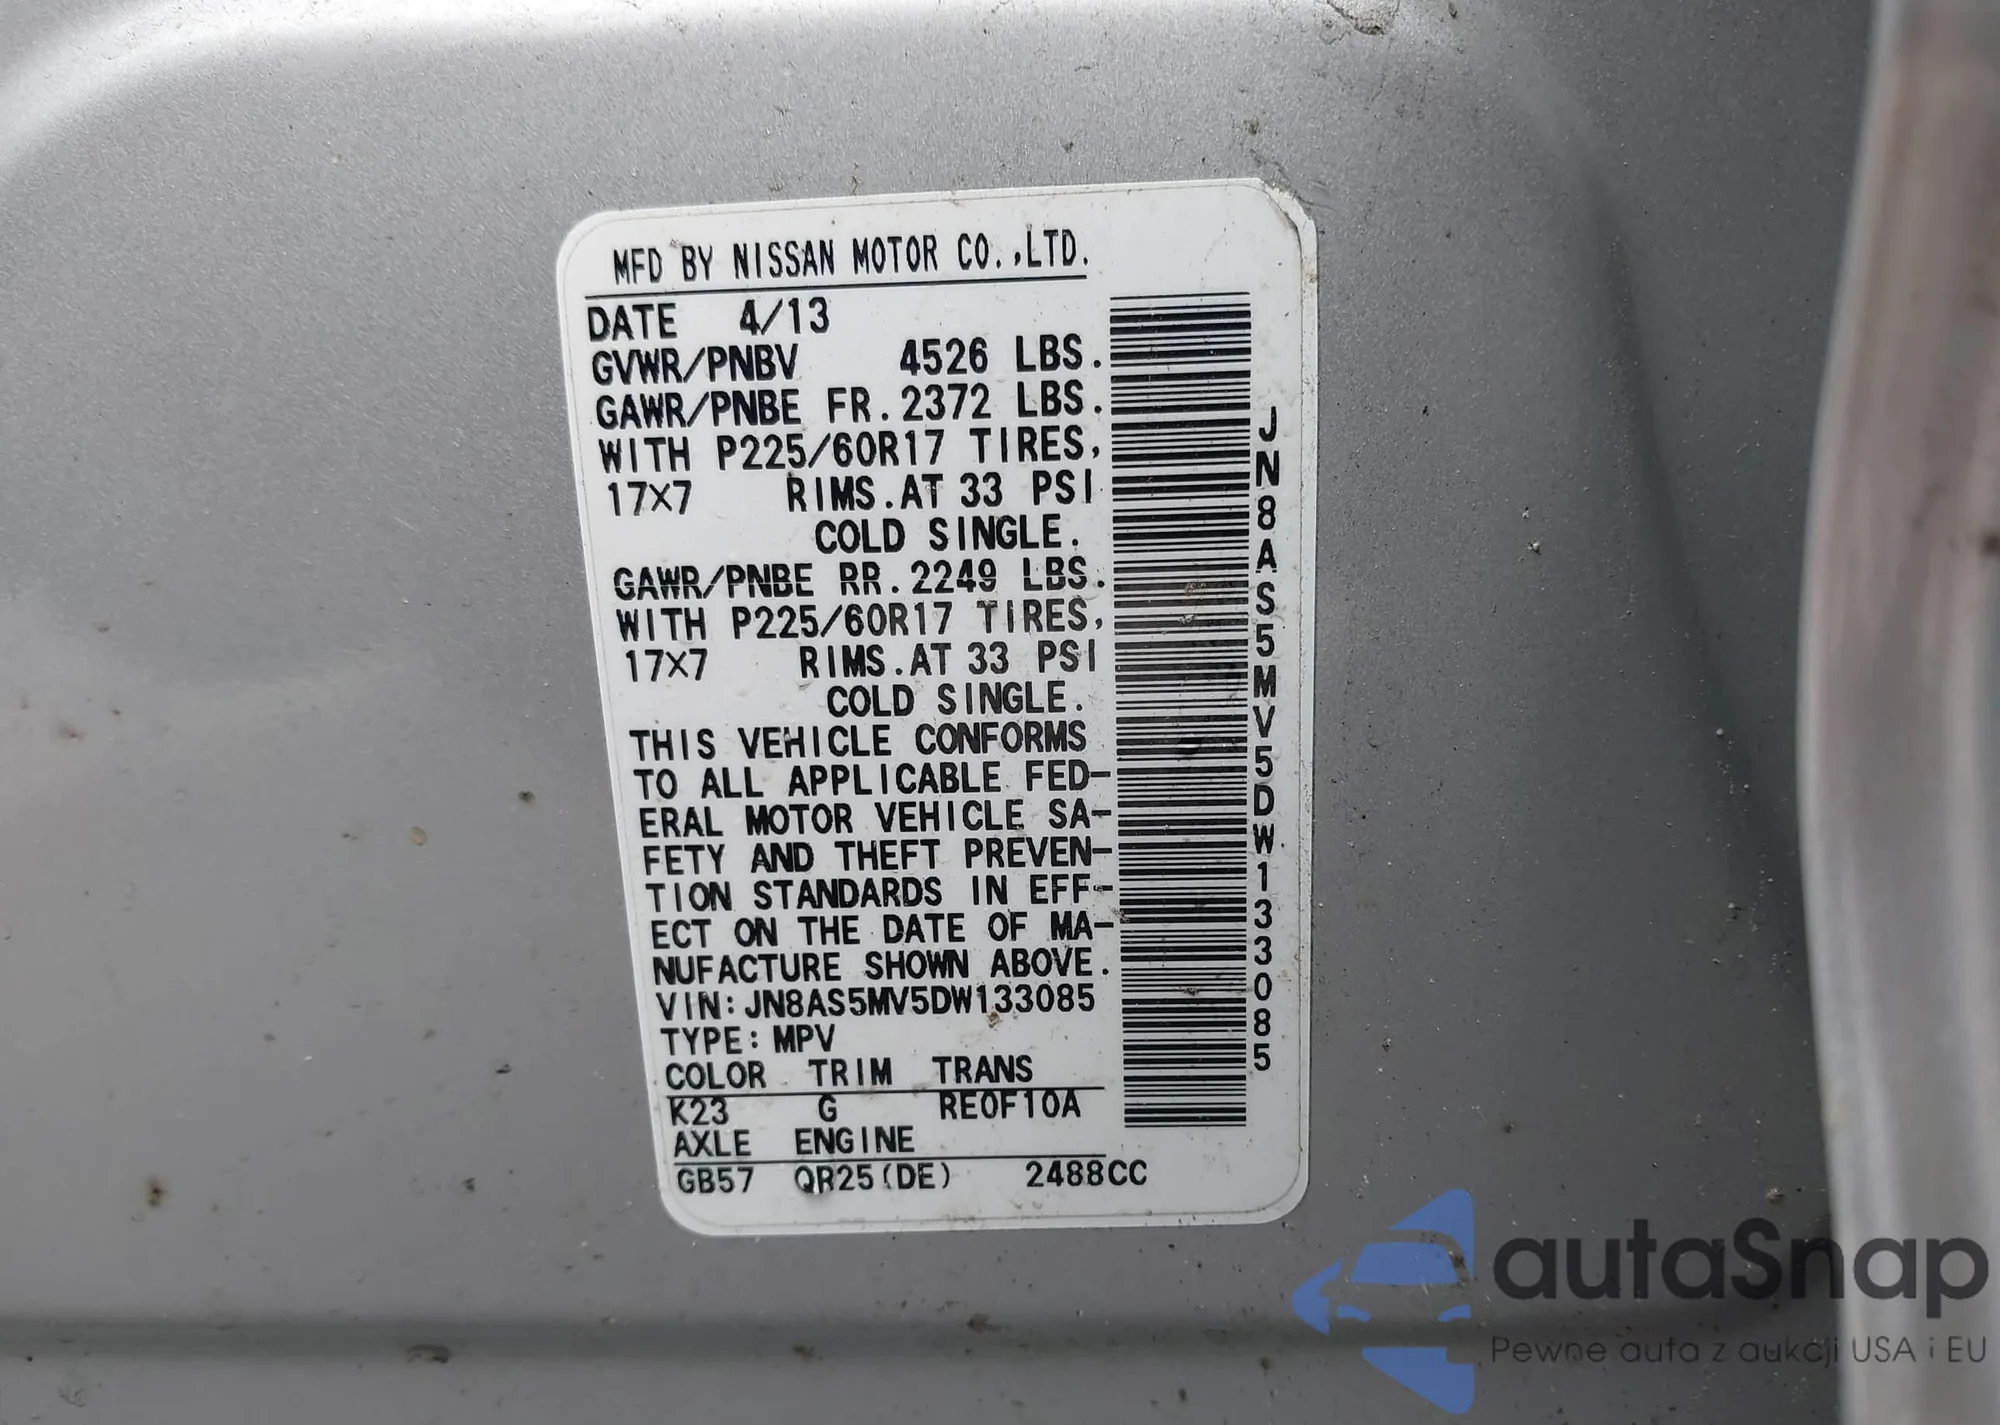 MFD BY NISSAN MOTOR CO.,LTD.
DATE 4/13
GVWR/PNBV 4526 LBS.
GAWR/PNBE FR.2372 LBS.
WITH P225/60R17 TIRES,
17X7 RIMS.AT 33 PSI
COLD SINGLE.
GAWR/PNBE RR.2249 LBS.
WITH P225/60R17 TIRES,
17X7 RIMS.AT 33 PSI
COLD SINGLE.
THIS VEHICLE CONFORMS
TO ALL APPLICABLE FED-
ERAL MOTOR VEHICLE SA-
FETY AND THEFT PREVEN-
TION STANDARDS IN EFF-
ECT ON THE DATE OF MA-
NUFACTURE SHOWN ABOVE.
VIN:JN8AS5MV5DW133085
TYPE:MPV
COLOR TRIM TRANS
K23 G RE0F10A
AXLE ENGINE
GB57 QR25(DE) 2488CC
JN8AS5MV5DW133085
autaSnap
Pewne auta z aukcji USA i EU